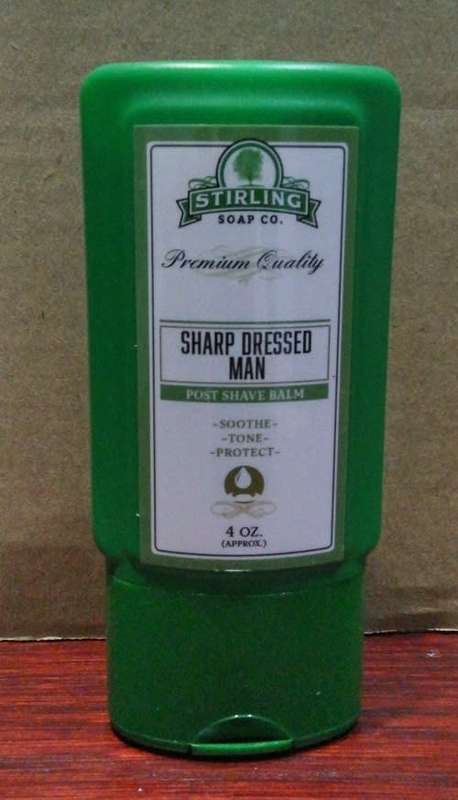 STIRLING
SOAP CO.
Premium Quality
SHARP DRESSED
MAN
POST SHAVE BALM
-SOOTHE-
-TONE-
-PROTECT-
4 OZ.
(APPROX.)